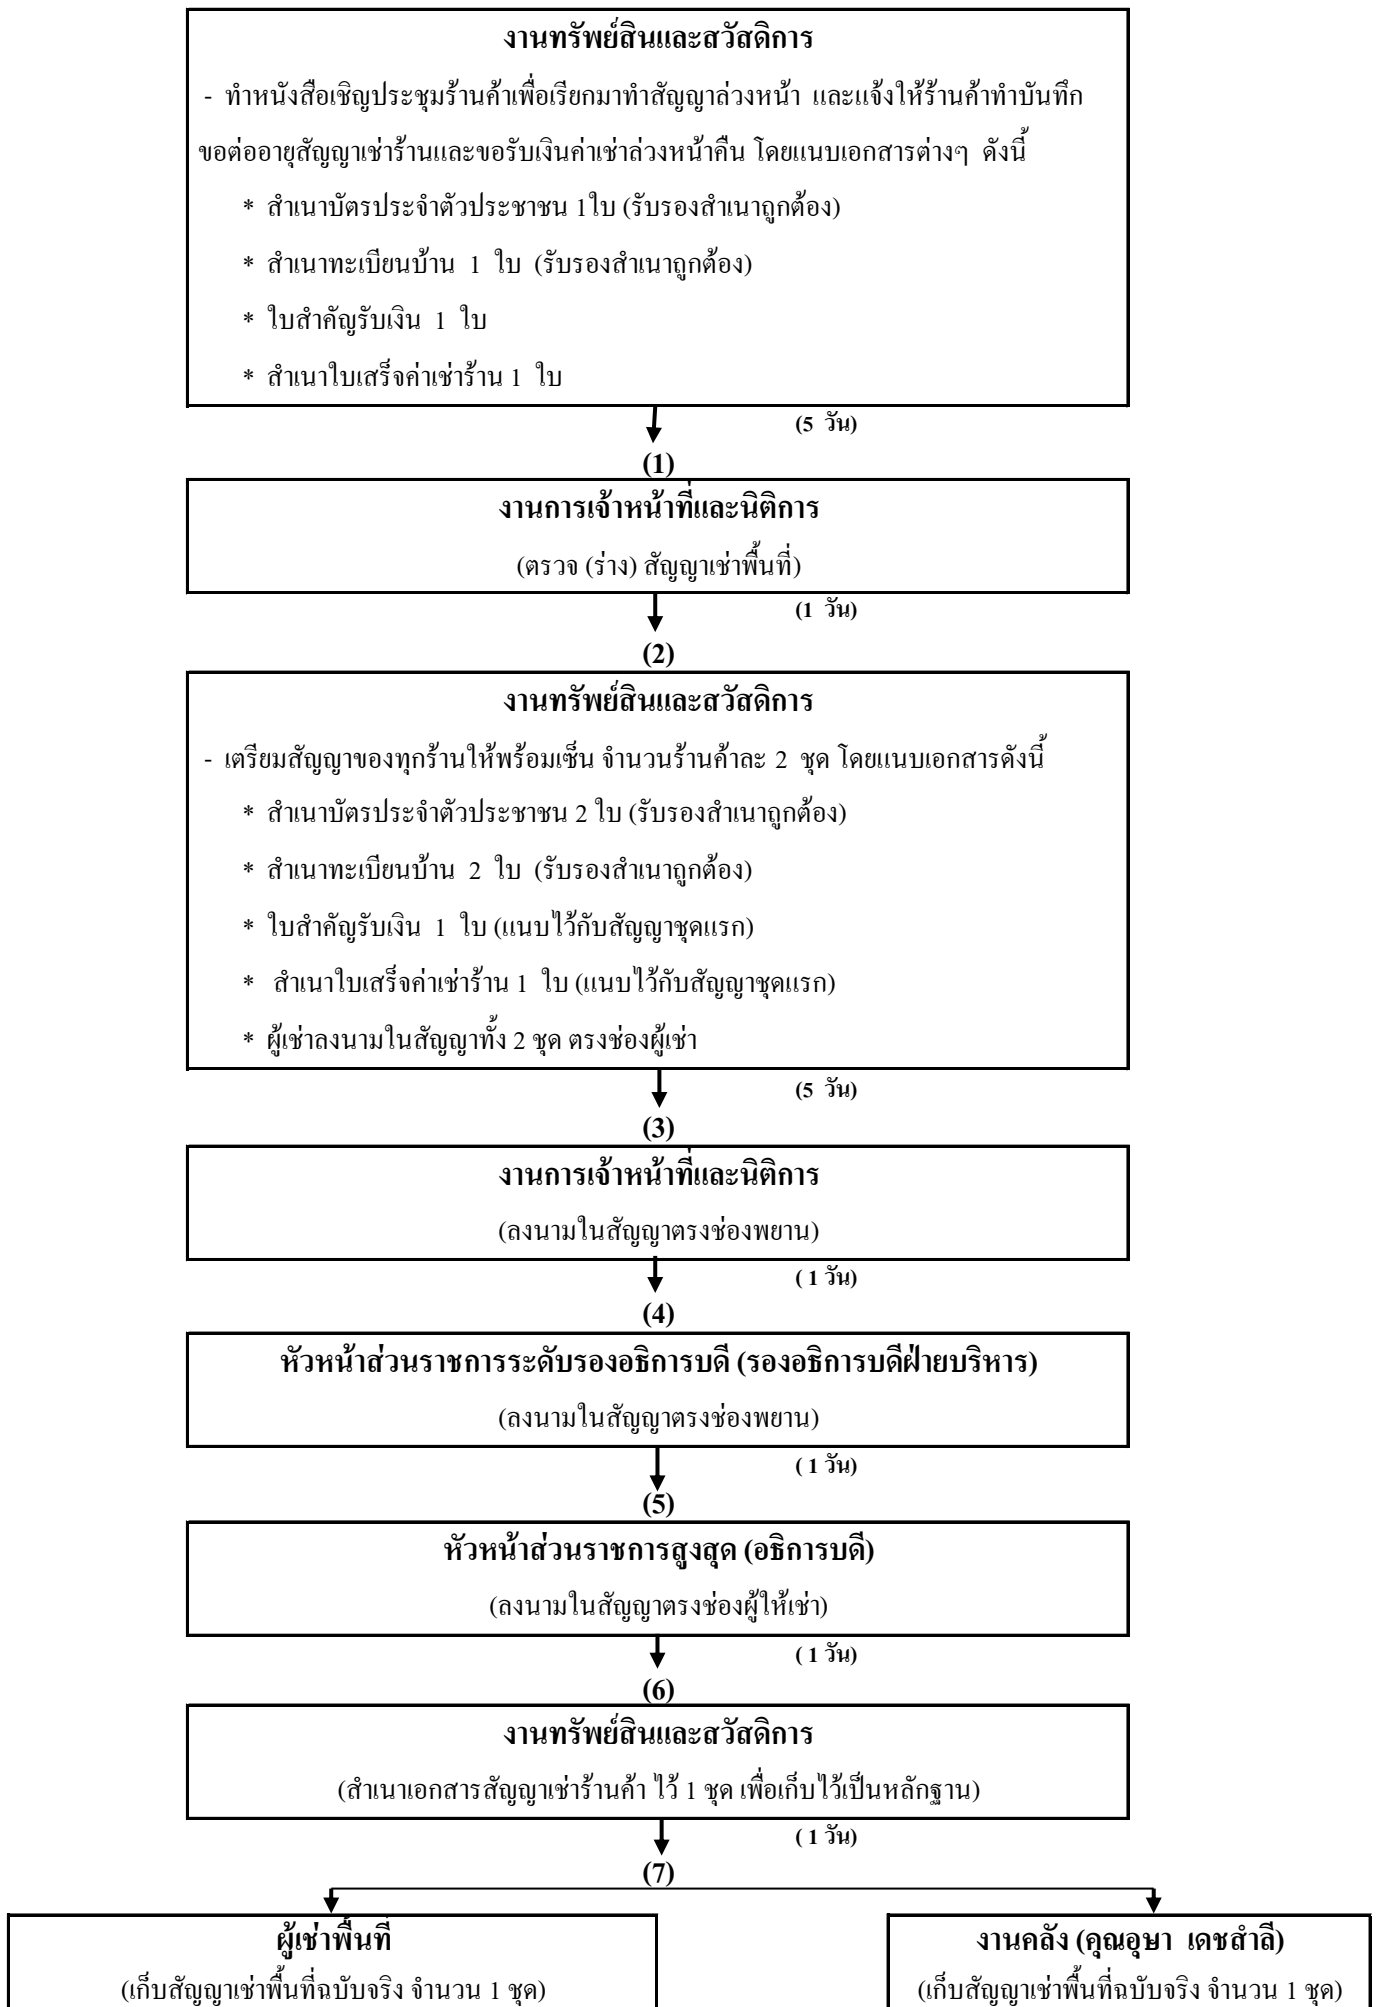 งานทรัพย์สินและสวัสดิการ
- ทำหนังสือเชิญประชุมร้านค้าเพื่อเรียกมาทำสัญญาล่วงหน้า และแจ้งให้ร้านค้าทำบันทึก
ขอต่ออายุสัญญาเช่าร้านและขอรับเงินค่าเช่าล่วงหน้าคืน โดยแนบเอกสารต่างๆ ดังนี้
* สำเนาบัตรประจำตัวประชาชน 1ใบ (รับรองสำเนาถูกต้อง)
* สำเนาทะเบียนบ้าน 1 ใบ (รับรองสำเนาถูกต้อง)
* ใบสำคัญรับเงิน 1 ใบ
* สำเนาใบเสร็จค่าเช่าร้าน 1 ใบ
(5 วัน)
(1)
งานการเจ้าหน้าที่และนิติการ
(ตรวจ (ร่าง) สัญญาเช่าพื้นที่)
(1 วัน)
(2)
งานทรัพย์สินและสวัสดิการ
- เตรียมสัญญาของทุกร้านให้พร้อมเซ็น จำนวนร้านค้าละ 2 ชุด โดยแนบเอกสารดังนี้
* สำเนาบัตรประจำตัวประชาชน 2 ใบ (รับรองสำเนาถูกต้อง)
* สำเนาทะเบียนบ้าน 2 ใบ (รับรองสำเนาถูกต้อง)
* ใบสำคัญรับเงิน 1 ใบ (แนบไว้กับสัญญาชุดแรก)
* สำเนาใบเสร็จค่าเช่าร้าน 1 ใบ (แนบไว้กับสัญญาชุดแรก)
* ผู้เช่าลงนามในสัญญาทั้ง 2 ชุด ตรงช่องผู้เช่า
(5 วัน)
(3)
งานการเจ้าหน้าที่และนิติการ
(ลงนามในสัญญาตรงช่องพยาน)
( 1 วัน)
(4)
หัวหน้าส่วนราชการระดับรองอธิการบดี (รองอธิการบดีฝ่ายบริหาร)
(ลงนามในสัญญาตรงช่องพยาน)
( 1 วัน)
(5)
หัวหน้าส่วนราชการสูงสุด (อธิการบดี)
(ลงนามในสัญญาตรงช่องผู้ให้เช่า)
( 1 วัน)
(6)
งานทรัพย์สินและสวัสดิการ
(สำเนาเอกสารสัญญาเช่าร้านค้า ไว้ 1 ชุด เพื่อเก็บไว้เป็นหลักฐาน)
( 1 วัน)
(7)
ผู้เช่าพื้นที่
(เก็บสัญญาเช่าพื้นที่ฉบับจริง จำนวน 1 ชุด)
งานคลัง (คุณอุษา เดชสำลี)
(เก็บสัญญาเช่าพื้นที่ฉบับจริง จำนวน 1 ชุด)